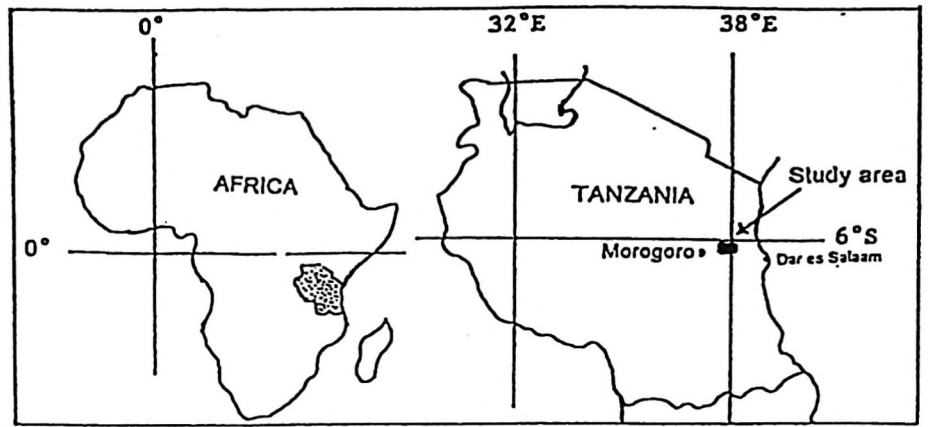 0°
32°E
38°E
AFRICA
TANZANIA
Study area
0°
6°S
Morogoro
Dar es Salaam